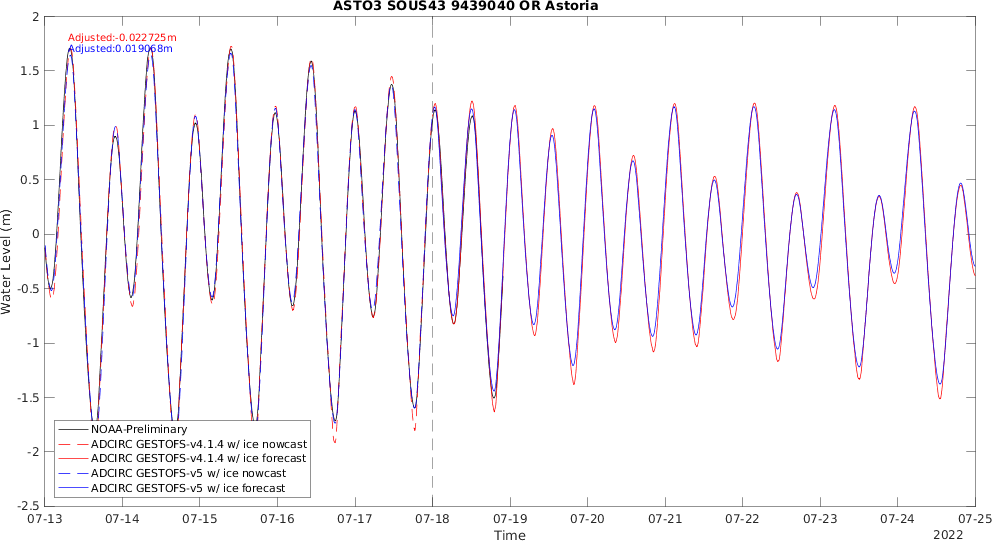 ASTO3 SOUS43 9439040 OR Astoria
Adjusted:-0.022725m
Adjusted:0.019068m
Water Level (m)
2
1.5
1
0.5
0
-0.5
-1
-1.5
-2
-2.5
NOAA-Preliminary
ADCIRC GESTOFS-v4.1.4 w/ ice nowcast
ADCIRC GESTOFS-v4.1.4 w/ ice forecast
ADCIRC GESTOFS-v5 w/ ice nowcast
ADCIRC GESTOFS-v5 w/ ice forecast
07-13 07-14 07-15 07-16 07-17 07-18 07-19 07-20 07-21 07-22 07-23 07-24 07-25
Time
2022